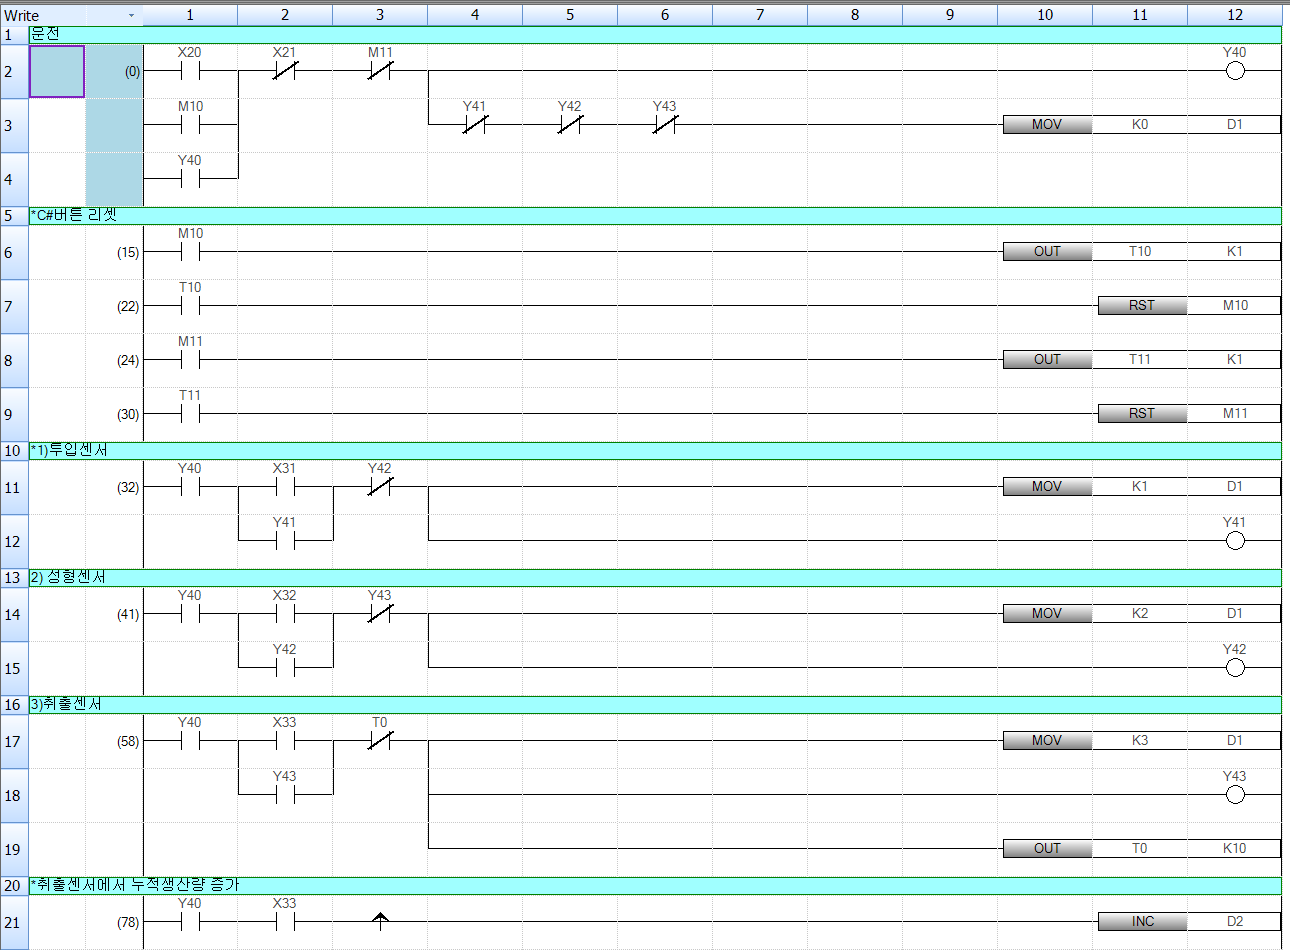 Write 1 2 3 4 5 6 7 8 9 10 11 12
1 운전
X20 X21 M11 Y40
2 (0)
M10 Y41 Y42 Y43
3 MOV K0 D1
Y40
4
5 *C#버튼 리셋
M10
6 (15) OUT T10 K1
T10
7 (22) RST M10
M11
8 (24) OUT T11 K1
T11
9 (30) RST M11
10 *1)투입센서
Y40 X31 Y42
11 (32) MOV K1 D1
Y41 Y41
12
13 2) 성형센서
Y40 X32 Y43
14 (41) MOV K2 D1
Y42 Y42
15
16 3)취출센서
Y40 X33 T0
17 (58) MOV K3 D1
Y43 Y43
18
19 OUT T0 K10
20 *취출센서에서 누적생산량 증가
Y40 X33
21 (78) INC D2